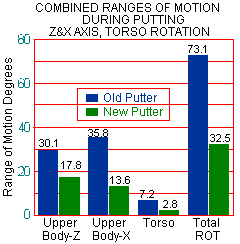 COMBINED RANGES OF MOTION
DURING PUTTING
Z&X AXIS, TORSO ROTATION
Range of Motion Degrees
80
60
40
20
0
Old Putter
New Putter
30.1
17.8
35.8
13.6
7.2
2.8
73.1
32.5
Upper Body-Z
Upper Body-X
Torso
Total ROT